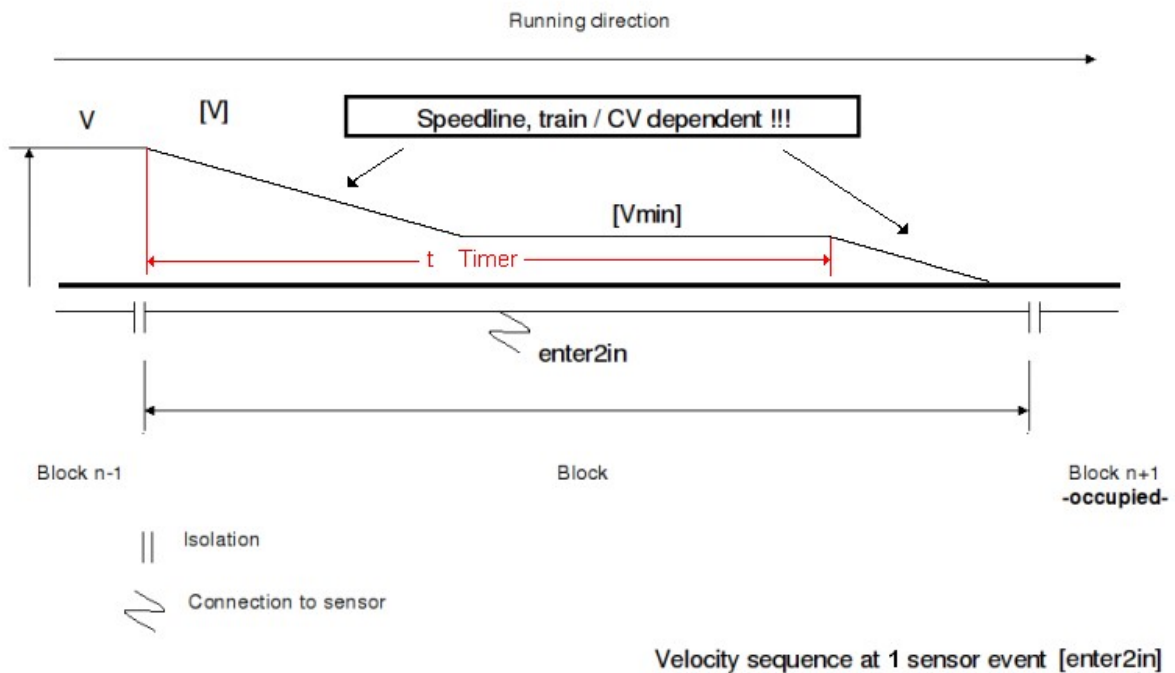 Running direction
V
[V]
Speedline, train / CV dependent !!!
[Vmin]
t Timer
enter2in
Block n-1
Block
Block n+1
-occupied-
Isolation
Connection to sensor
Velocity sequence at 1 sensor event [enter2in]